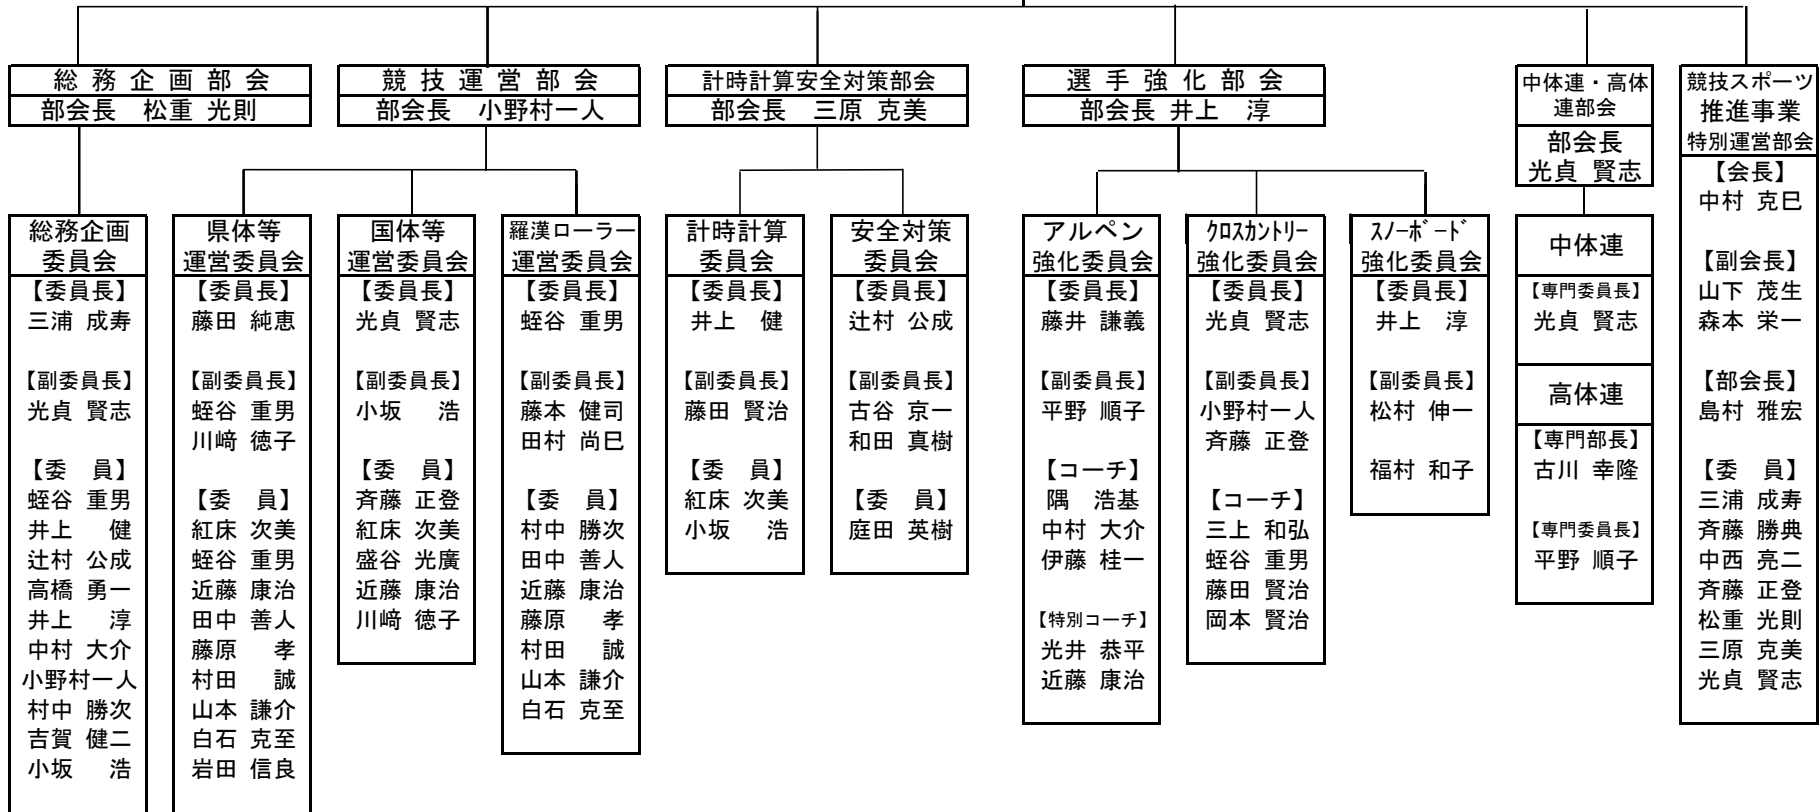 総 務 企 画 部 会
部会長　松重 光則
競 技 運 営 部 会
部会長　小野村一人
計時計算安全対策部会
部会長　三原 克美
選 手 強 化 部 会
部会長 井上　淳
中体連・高体
連部会
部会長
光貞 賢志
競技スポーツ
推進事業
特別運営部会
【会長】
中村 克巳
【副会長】
山下 茂生
森本 栄一
【部会長】
島村 雅宏
【委　員】
三浦 成寿
斉藤 勝典
中西 亮二
斉藤 正登
松重 光則
三原 克美
光貞 賢志
総務企画
委員会
【委員長】
三浦 成寿
【副委員長】
光貞 賢志
【委　員】
蛭谷 重男
井上　健
辻村 公成
高橋 勇一
井上　淳
中村 大介
小野村一人
村中 勝次
吉賀 健二
小坂　浩
県体等
運営委員会
【委員長】
藤田 純恵
【副委員長】
蛭谷 重男
川﨑 徳子
【委　員】
紅床 次美
蛭谷 重男
近藤 康治
田中 善人
藤原　孝
村田　誠
山本 謙介
白石 克至
岩田 信良
国体等
運営委員会
【委員長】
光貞 賢志
【副委員長】
小坂　浩
【委　員】
斉藤 正登
紅床 次美
盛谷 光廣
近藤 康治
川﨑 徳子
羅漢ローラー
運営委員会
【委員長】
蛭谷 重男
【副委員長】
藤本 健司
田村 尚巳
【委　員】
村中 勝次
田中 善人
近藤 康治
藤原　孝
村田　誠
山本 謙介
白石 克至
計時計算
委員会
【委員長】
井上　健
【副委員長】
藤田 賢治
【委　員】
紅床 次美
小坂　浩
安全対策
委員会
【委員長】
辻村 公成
【副委員長】
古谷 京一
和田 真樹
【委　員】
庭田 英樹
アルペン
強化委員会
【委員長】
藤井 謙義
【副委員長】
平野 順子
【コーチ】
隅　浩基
中村 大介
伊藤 桂一
【特別コーチ】
光井 恭平
近藤 康治
ｸﾛｽｶﾝﾄﾘｰ
強化委員会
【委員長】
光貞 賢志
【副委員長】
小野村一人
斉藤 正登
【コーチ】
三上 和弘
蛭谷 重男
藤田 賢治
岡本 賢治
ｽﾉｰﾎﾞｰﾄﾞ
強化委員会
【委員長】
井上　淳
【副委員長】
松村 伸一
福村 和子
中体連
【専門委員長】
光貞 賢志
高体連
【専門部長】
古川 幸隆
【専門委員長】
平野 順子